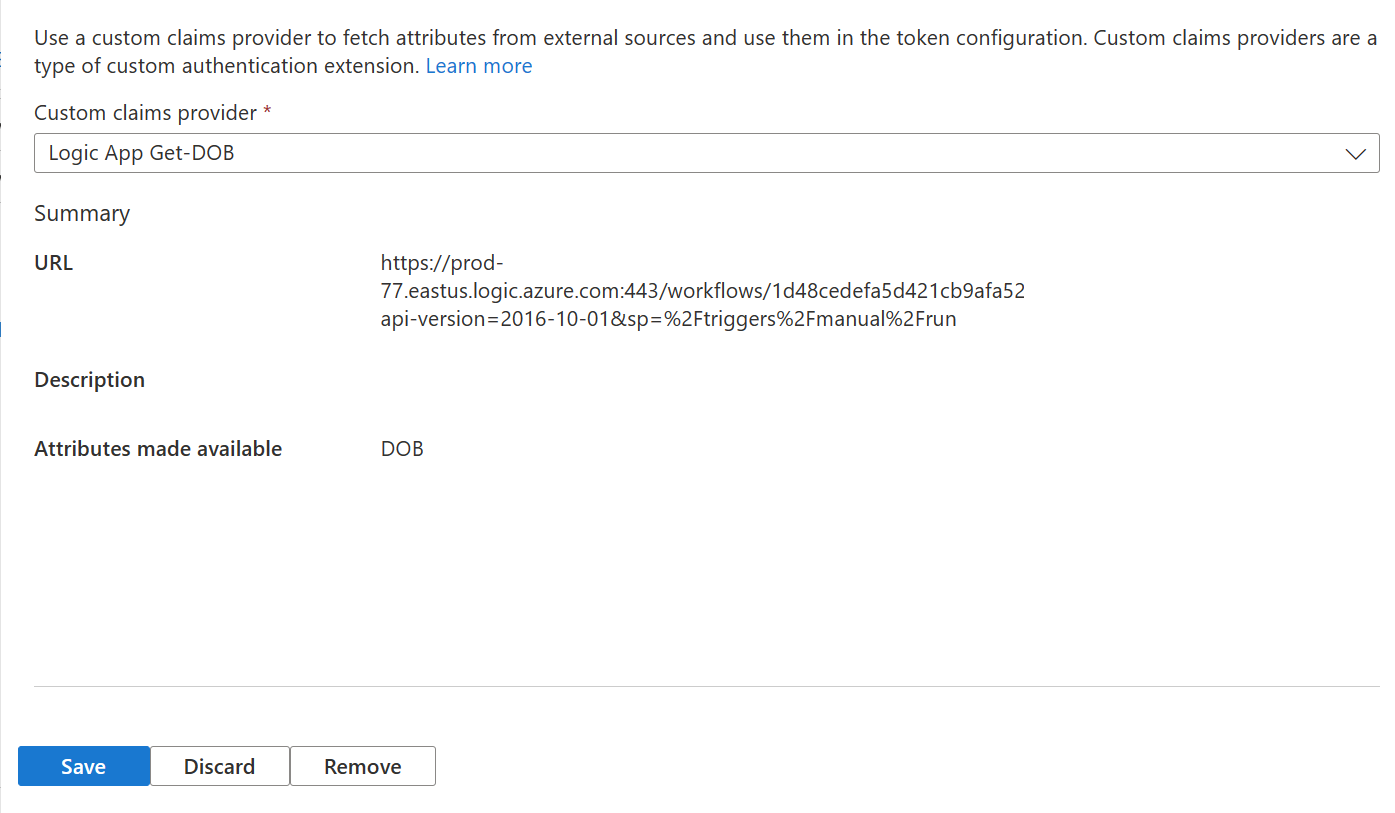 Use a custom claims provider to fetch attributes from external sources and use them in the token configuration. Custom claims providers are a
type of custom authentication extension. Learn more
Custom claims provider *
Logic App Get-DOB
Summary
URL
https://prod-
77.eastus.logic.azure.com:443/workflows/1d48cedefa5d421cb9afa52
api-version=2016-10-01&sp=%2Ftriggers%2Fmanual%2Frun
Description
Attributes made available
DOB
Save
Discard
Remove